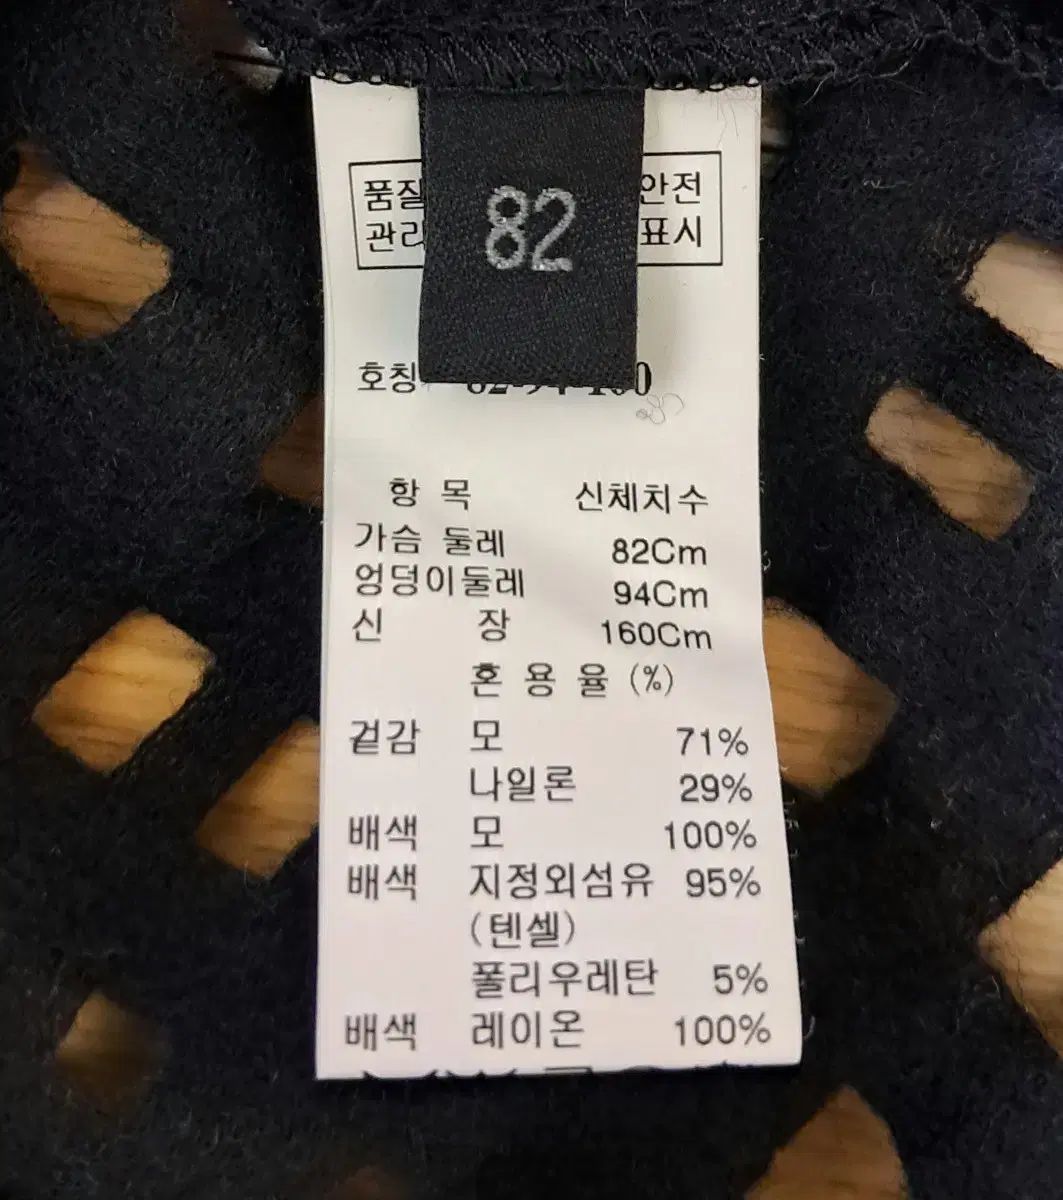 82
품질 안전
관리 표시
호칭
항 목 신체치수
가슴 둘레 82Cm
엉덩이둘레 94Cm
신 장 160Cm
혼 용 율 (%)
겉감 모 71%
나일론 29%
배색 모 100%
배색 지정외섬유 95%
(텐셀)
폴리우레탄 5%
배색 레이온 100%